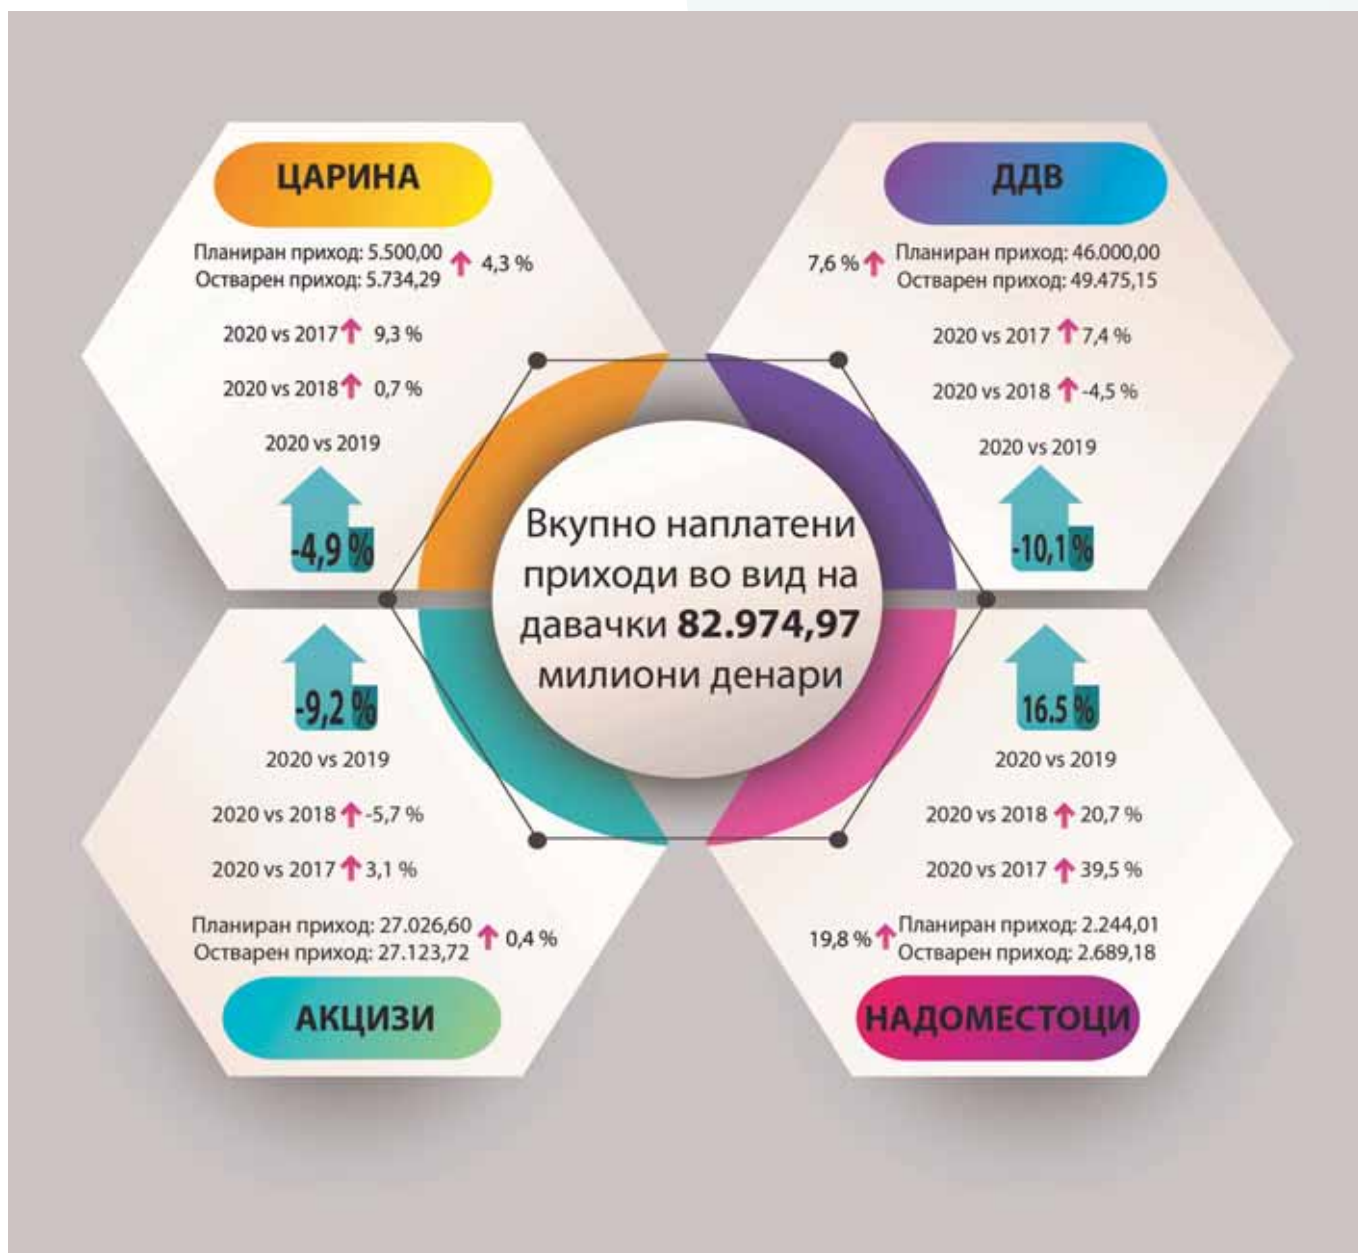 ЦАРИНА
Планиран приход: 5.500,00
Остварен приход: 5.734,29
4,3 %
2020 vs 2017 9,3 %
2020 vs 2018 0,7 %
2020 vs 2019
-4,9 %
ДДВ
7,6 %
Планиран приход: 46.000,00
Остварен приход: 49.475,15
2020 vs 2017 7,4 %
2020 vs 2018 -4,5 %
2020 vs 2019
-10,1 %
Вкупно наплатени
приходи во вид на
давачки 82.974,97
милиони денари
-9,2 %
2020 vs 2019
2020 vs 2018 -5,7 %
2020 vs 2017 3,1 %
Планиран приход: 27.026,60
Остварен приход: 27.123,72
0,4 %
АКЦИЗИ
16.5 %
2020 vs 2019
2020 vs 2018 20,7 %
2020 vs 2017 39,5 %
19,8 %
Планиран приход: 2.244,01
Остварен приход: 2.689,18
НАДОМЕСТОЦИ